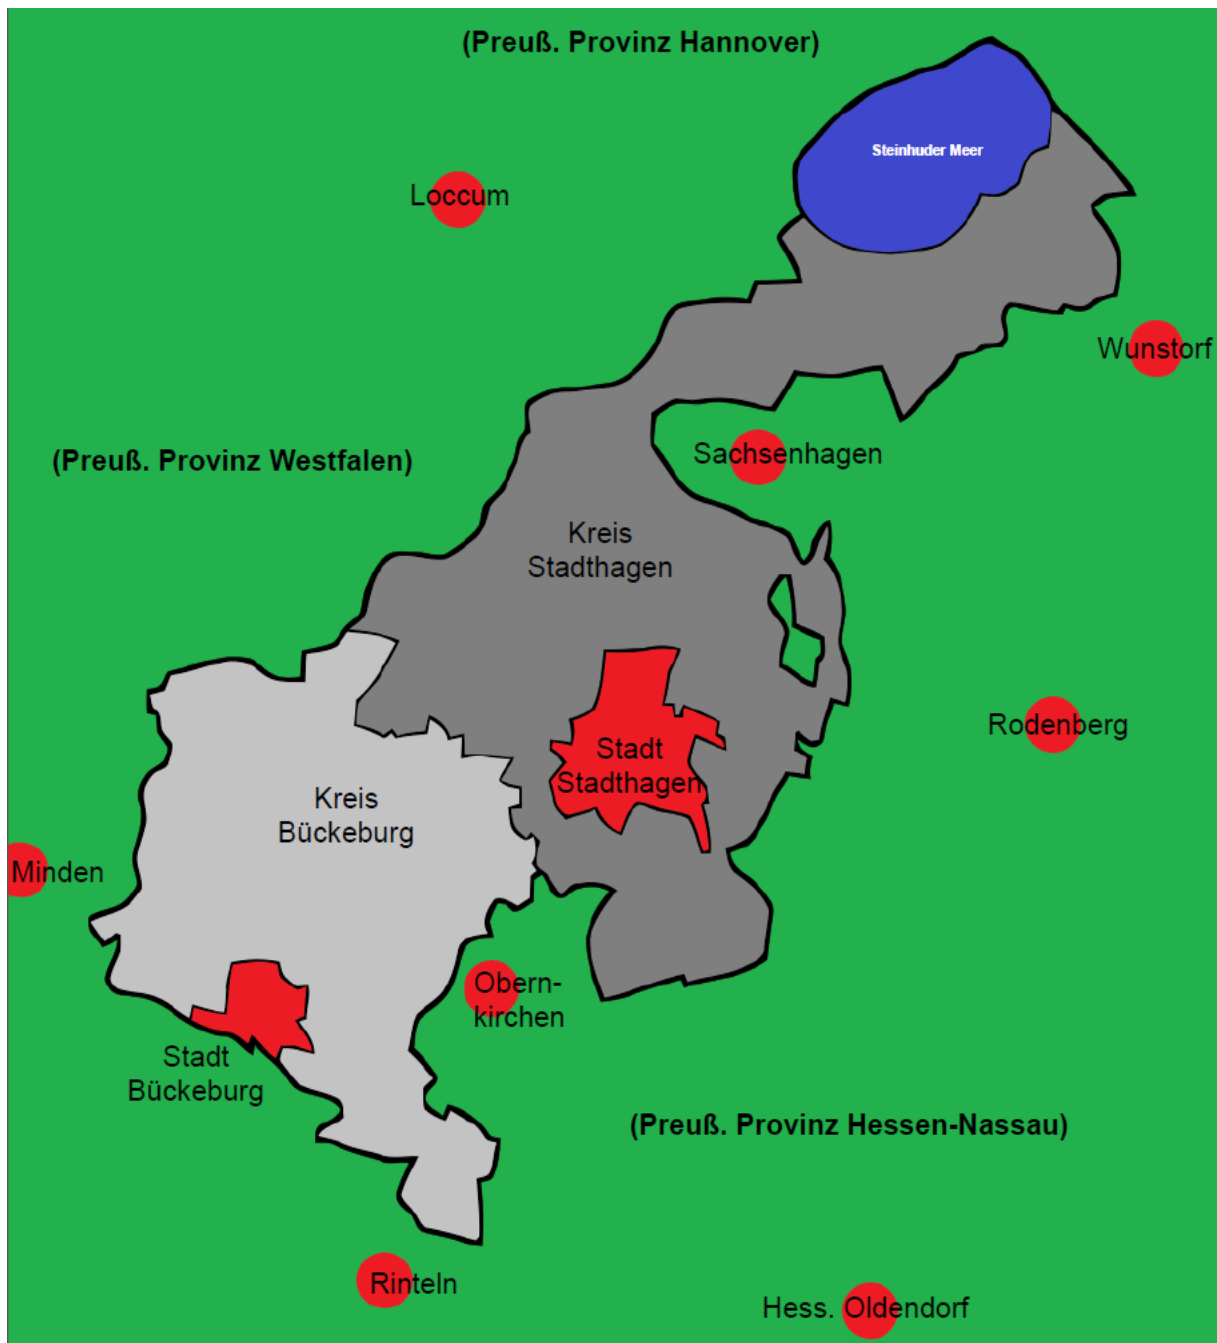 (Preuß. Provinz Hannover)
Steinhuder Meer
Loccum
Wunstorf
(Preuß. Provinz Westfalen)
Sachsenhagen
Kreis
Stadthagen
Rodenberg
Stadt
Stadthagen
Kreis
Bückeburg
Minden
Obern-
kirchen
Stadt
Bückeburg
(Preuß. Provinz Hessen-Nassau)
Rinteln
Hess. Oldendorf